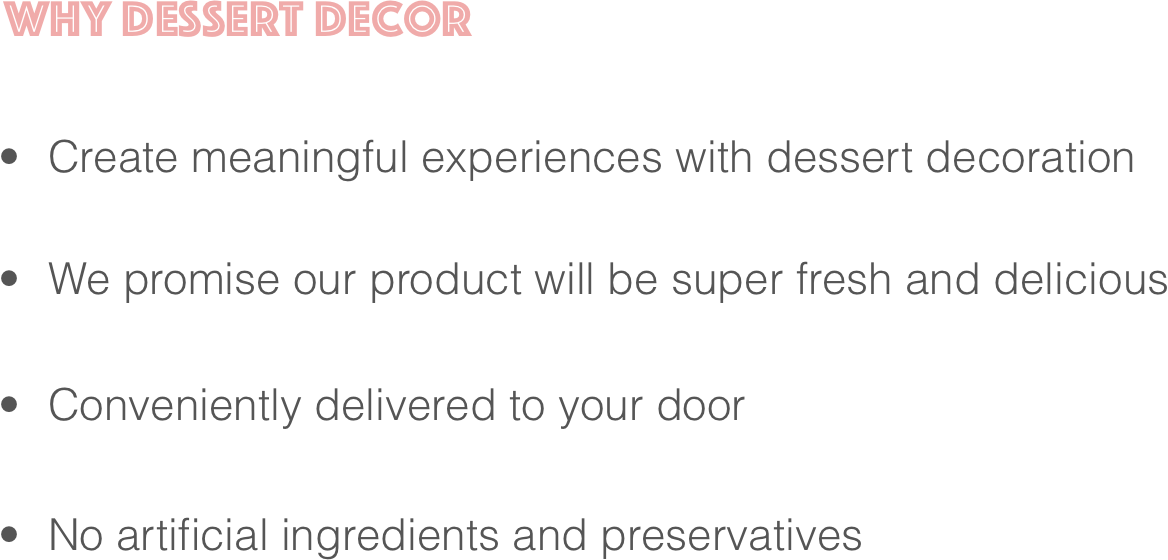 WHY DESSERT DECOR
• Create meaningful experiences with dessert decoration
• We promise our product will be super fresh and delicious
• Conveniently delivered to your door
• No artificial ingredients and preservatives